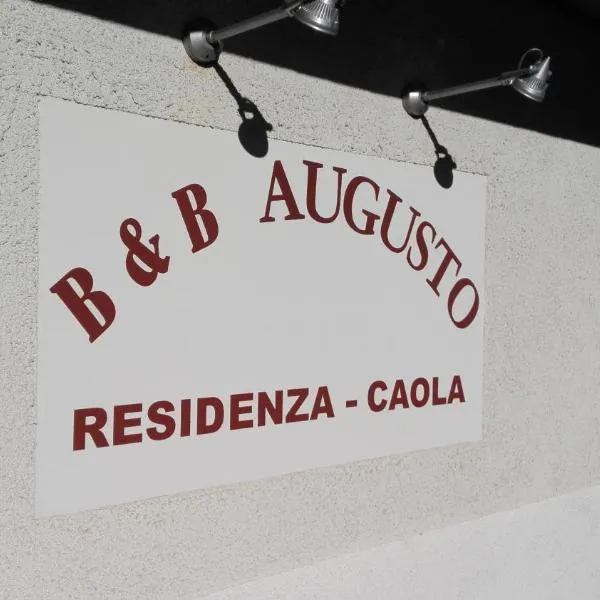 B&B AUGUSTO
RESIDENZA - CAOLA